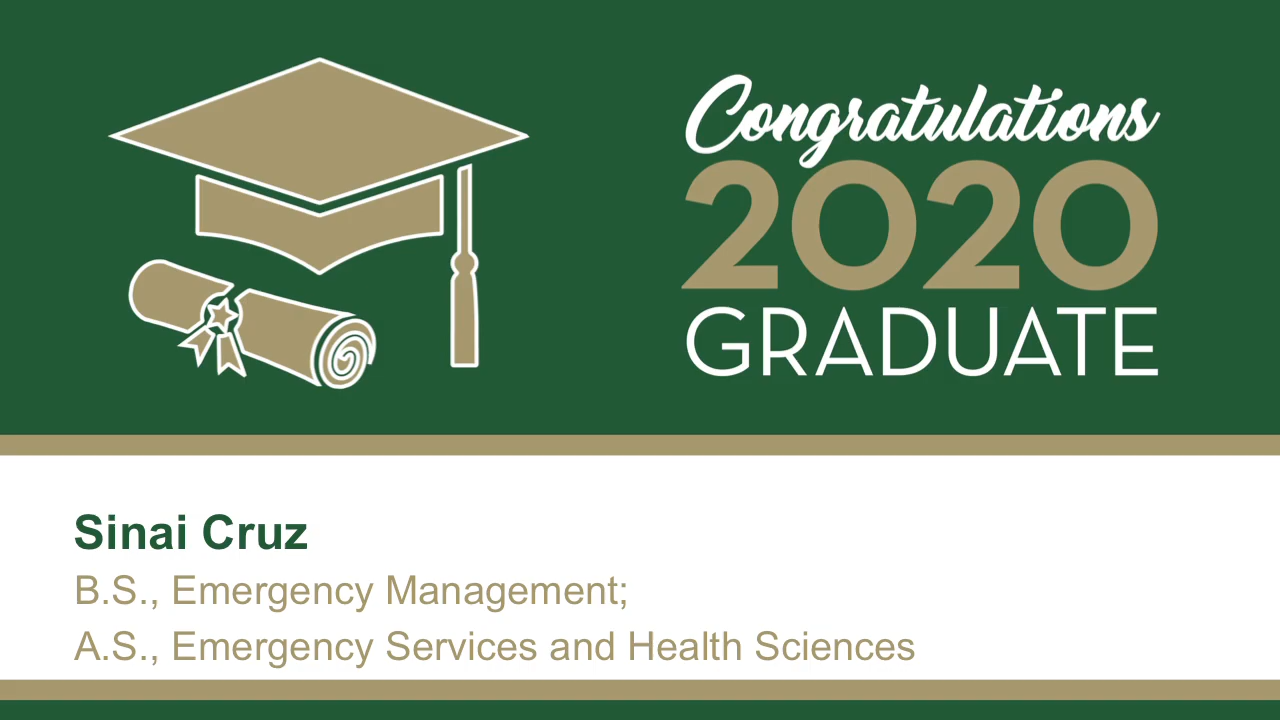 Congratulations
2020
GRADUATE
Sinai Cruz
B.S., Emergency Management;
A.S., Emergency Services and Health Sciences